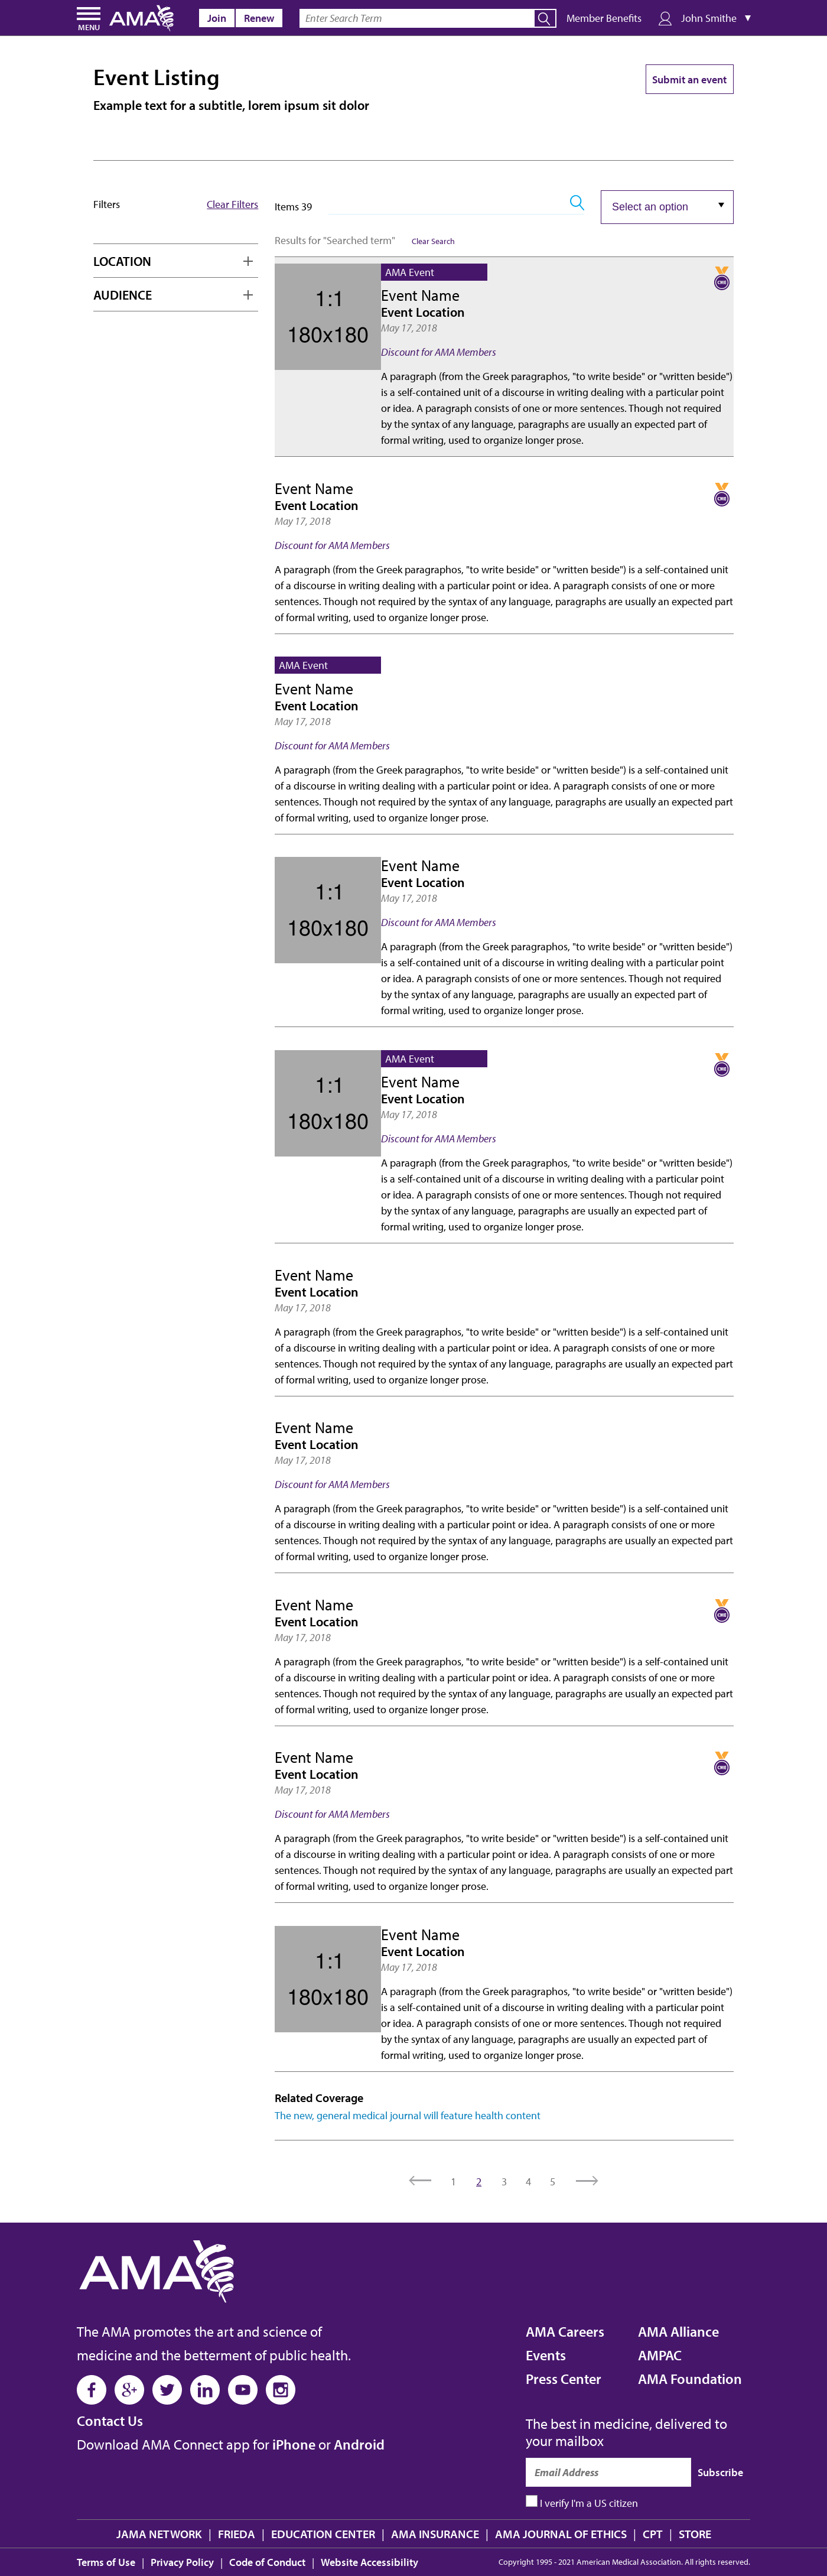 MENU
AMA
Join
Renew
Enter Search Term
Member Benefits
John Smithe
Event Listing
Submit an event
Example text for a subtitle, lorem ipsum sit dolor
Filters
Clear Filters
LOCATION
AUDIENCE
Items 39
Select an option
Results for "Searched term"
Clear Search
1:1
180x180
AMA Event
CME
Event Name
Event Location
May 17, 2018
Discount for AMA Members
A paragraph (from the Greek paragraphos, "to write beside" or "written beside")
is a self-contained unit of a discourse in writing dealing with a particular point
or idea. A paragraph consists of one or more sentences. Though not required
by the syntax of any language, paragraphs are usually an expected part of
formal writing, used to organize longer prose.
Event Name
CME
Event Location
May 17, 2018
Discount for AMA Members
A paragraph (from the Greek paragraphos, "to write beside" or "written beside") is a self-contained unit
of a discourse in writing dealing with a particular point or idea. A paragraph consists of one or more
sentences. Though not required by the syntax of any language, paragraphs are usually an expected part
of formal writing, used to organize longer prose.
AMA Event
Event Name
Event Location
May 17, 2018
Discount for AMA Members
A paragraph (from the Greek paragraphos, "to write beside" or "written beside") is a self-contained unit
of a discourse in writing dealing with a particular point or idea. A paragraph consists of one or more
sentences. Though not required by the syntax of any language, paragraphs are usually an expected part
of formal writing, used to organize longer prose.
1:1
180x180
Event Name
Event Location
May 17, 2018
Discount for AMA Members
A paragraph (from the Greek paragraphos, "to write beside" or "written beside")
is a self-contained unit of a discourse in writing dealing with a particular point
or idea. A paragraph consists of one or more sentences. Though not required
by the syntax of any language, paragraphs are usually an expected part of
formal writing, used to organize longer prose.
1:1
180x180
AMA Event
CME
Event Name
Event Location
May 17, 2018
Discount for AMA Members
A paragraph (from the Greek paragraphos, "to write beside" or "written beside")
is a self-contained unit of a discourse in writing dealing with a particular point
or idea. A paragraph consists of one or more sentences. Though not required
by the syntax of any language, paragraphs are usually an expected part of
formal writing, used to organize longer prose.
Event Name
Event Location
May 17, 2018
A paragraph (from the Greek paragraphos, "to write beside" or "written beside") is a self-contained unit
of a discourse in writing dealing with a particular point or idea. A paragraph consists of one or more
sentences. Though not required by the syntax of any language, paragraphs are usually an expected part
of formal writing, used to organize longer prose.
Event Name
Event Location
May 17, 2018
Discount for AMA Members
A paragraph (from the Greek paragraphos, "to write beside" or "written beside") is a self-contained unit
of a discourse in writing dealing with a particular point or idea. A paragraph consists of one or more
sentences. Though not required by the syntax of any language, paragraphs are usually an expected part
of formal writing, used to organize longer prose.
Event Name
CME
Event Location
May 17, 2018
A paragraph (from the Greek paragraphos, "to write beside" or "written beside") is a self-contained unit
of a discourse in writing dealing with a particular point or idea. A paragraph consists of one or more
sentences. Though not required by the syntax of any language, paragraphs are usually an expected part
of formal writing, used to organize longer prose.
Event Name
CME
Event Location
May 17, 2018
Discount for AMA Members
A paragraph (from the Greek paragraphos, "to write beside" or "written beside") is a self-contained unit
of a discourse in writing dealing with a particular point or idea. A paragraph consists of one or more
sentences. Though not required by the syntax of any language, paragraphs are usually an expected part
of formal writing, used to organize longer prose.
1:1
180x180
Event Name
Event Location
May 17, 2018
A paragraph (from the Greek paragraphos, "to write beside" or "written beside")
is a self-contained unit of a discourse in writing dealing with a particular point
or idea. A paragraph consists of one or more sentences. Though not required
by the syntax of any language, paragraphs are usually an expected part of
formal writing, used to organize longer prose.
Related Coverage
The new, general medical journal will feature health content
1 2 3 4 5
AMA
The AMA promotes the art and science of
medicine and the betterment of public health.
Contact Us
Download AMA Connect app for iPhone or Android
AMA Careers
Events
Press Center
AMA Alliance
AMPAC
AMA Foundation
The best in medicine, delivered to
your mailbox
Email Address
Subscribe
I verify I'm a US citizen
JAMA NETWORK | FRIEDA | EDUCATION CENTER | AMA INSURANCE | AMA JOURNAL OF ETHICS | CPT | STORE
Terms of Use | Privacy Policy | Code of Conduct | Website Accessibility
Copyright 1995 - 2021 American Medical Association. All rights reserved.